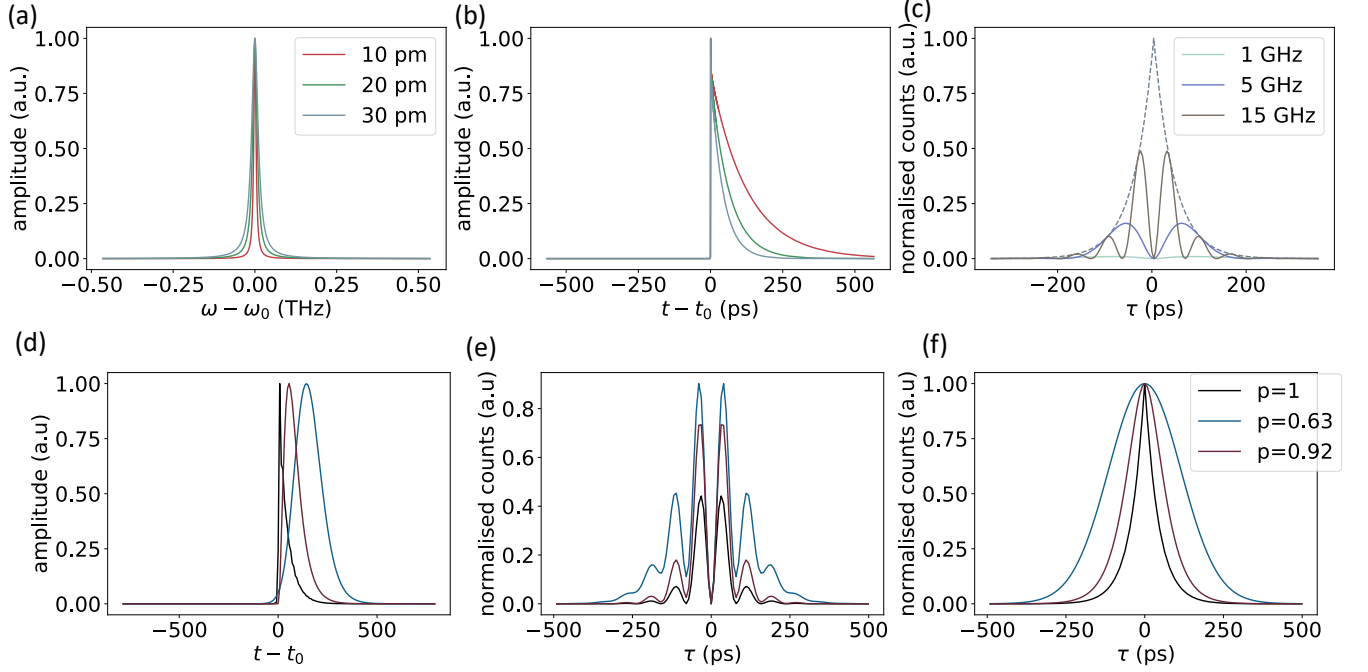 (a)
1.00
0.75
0.50
0.25
0.00
amplitude (a.u.)
10 pm
20 pm
30 pm
−0.50 −0.25 0.00 0.25 0.50
ω − ω₀ (THz)
(b)
1.00
0.75
0.50
0.25
0.00
amplitude (a.u.)
−500 −250 0 250 500
t − t₀ (ps)
(c)
1.00
0.75
0.50
0.25
0.00
normalised counts (a.u.)
1 GHz
5 GHz
15 GHz
−200 0 200
τ (ps)
(d)
1.00
0.75
0.50
0.25
0.00
amplitude (a.u)
−500 0 500
t − t₀
(e)
0.8
0.6
0.4
0.2
0.0
normalised counts (a.u)
−500 −250 0 250 500
τ (ps)
(f)
1.00
0.75
0.50
0.25
0.00
normalised counts (a.u)
p=1
p=0.63
p=0.92
−500 −250 0 250 500
τ (ps)